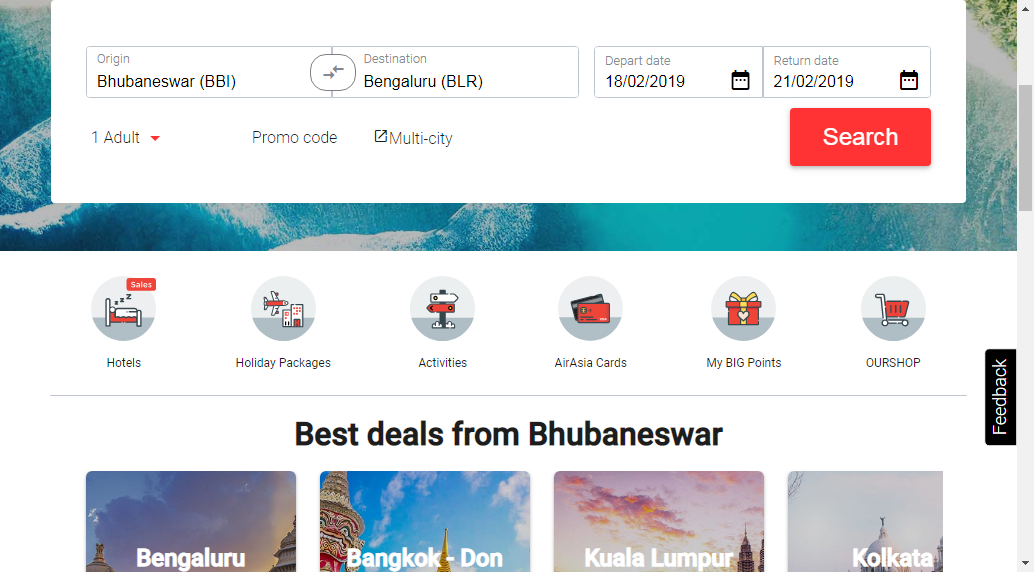 Origin
Bhubaneswar (BBI)
Destination
Bengaluru (BLR)
Depart date
18/02/2019
Return date
21/02/2019
1 Adult
Promo code
Multi-city
Search
Sales
Hotels
Holiday Packages
Activities
AirAsia Cards
My BIG Points
OURSHOP
Feedback
Best deals from Bhubaneswar
Bengaluru
Bangkok - Don
Kuala Lumpur
Kolkata